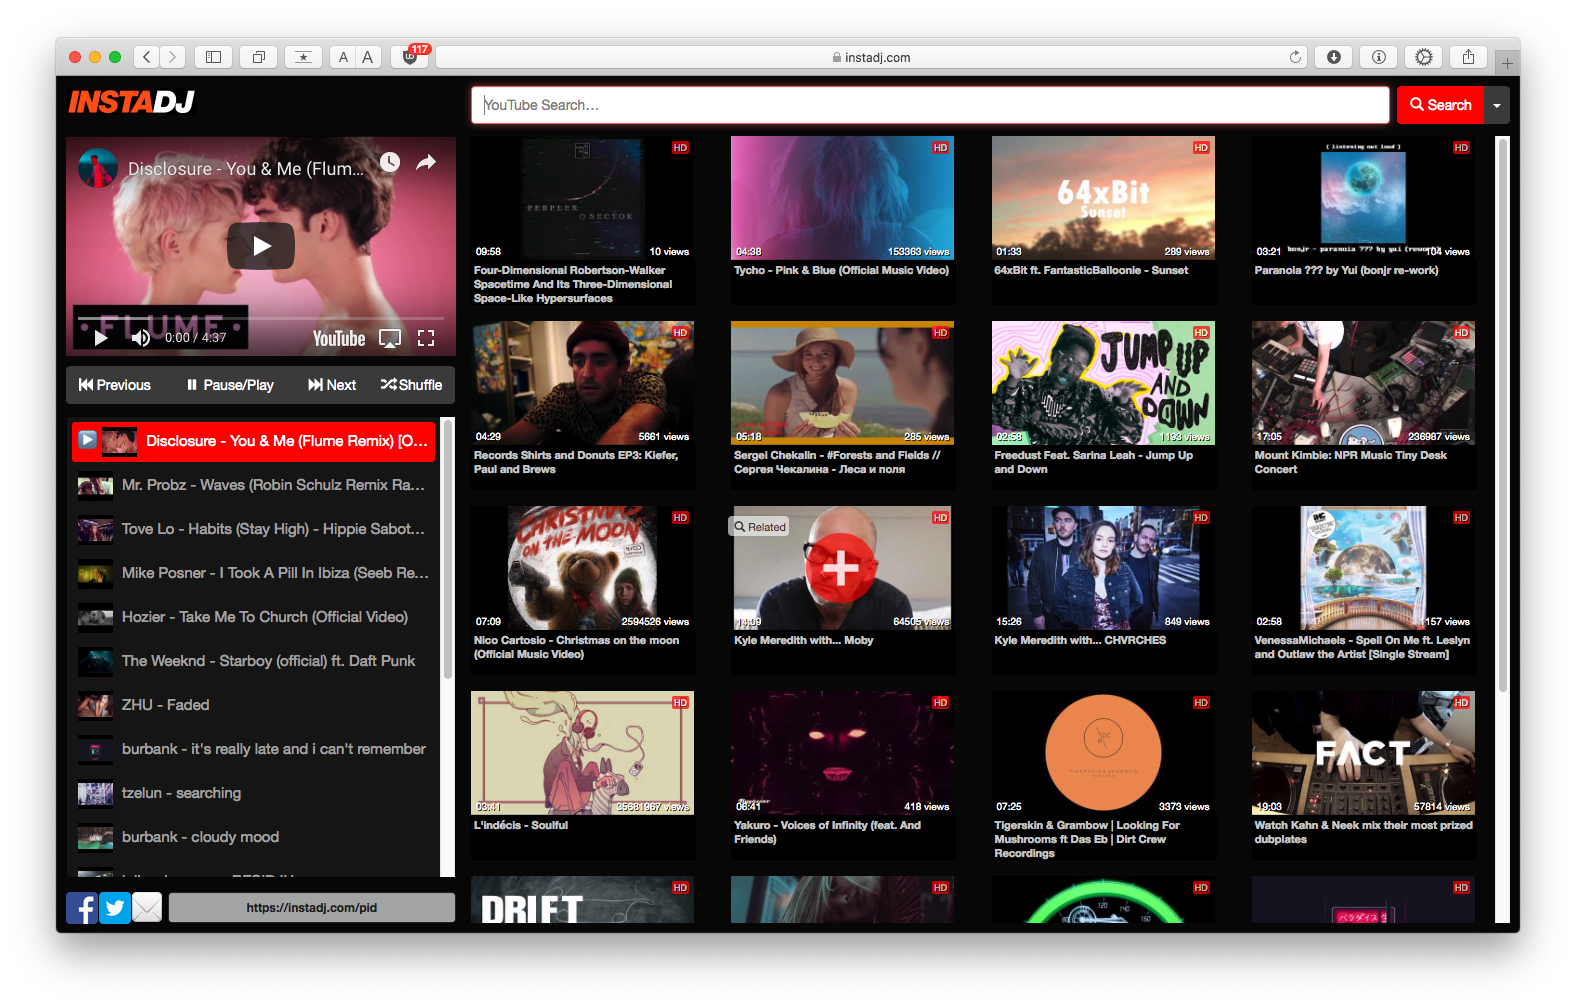 117
A A
instadj.com
INSTADJ
YouTube Search...
Search
Disclosure - You & Me (Flum...
• FLUME •
0:00 / 4:37
YouTube
Previous
Pause/Play
Next
Shuffle
Disclosure - You & Me (Flume Remix) [O...
Mr. Probz - Waves (Robin Schulz Remix Ra...
Tove Lo - Habits (Stay High) - Hippie Sabot...
Mike Posner - I Took A Pill In Ibiza (Seeb Re...
Hozier - Take Me To Church (Official Video)
The Weeknd - Starboy (official) ft. Daft Punk
ZHU - Faded
burbank - it's really late and i can't remember
tzelun - searching
burbank - cloudy mood
https://instadj.com/pid
HD
PERPLEX SECTOR
09:58
10 views
Four-Dimensional Robertson-Walker
Spacetime And Its Three-Dimensional
Space-Like Hypersurfaces
HD
04:38
153363 views
Tycho - Pink & Blue (Official Music Video)
HD
64xBit
Sunset
01:33
289 views
64xBit ft. FantasticBalloonie - Sunset
HD
[ listening out loud ]
03:21
bonjr - paranoia ??? by yui (rework)
104 views
Paranoia ??? by Yui (bonjr re-work)
HD
04:29
5661 views
Records Shirts and Donuts EP3: Kiefer,
Paul and Brews
HD
05:18
285 views
Sergei Chekalin - #Forests and Fields //
Сергея Чекалина - Леса и поля
HD
JUMP UP
AND
DOWN
02:58
1193 views
Freedust Feat. Sarina Leah - Jump Up
and Down
HD
17:05
236987 views
Mount Kimbie: NPR Music Tiny Desk
Concert
HD
CHRISTMAS
ON THE MOON
07:09
2594526 views
Nico Cartosio - Christmas on the moon
(Official Music Video)
Related
HD
14:09
64505 views
Kyle Meredith with... Moby
HD
15:26
849 views
Kyle Meredith with... CHVRCHES
HD
02:58
1157 views
VenessaMichaels - Spell On Me ft. Leslyn
and Outlaw the Artist [Single Stream]
HD
03:41
35681967 views
L'indécis - Soulful
HD
06:41
418 views
Yakuro - Voices of Infinity (feat. And
Friends)
HD
07:25
3373 views
Tigerskin & Grambow | Looking For
Mushrooms ft Das Eb | Dirt Crew
Recordings
HD
FACT
19:03
57814 views
Watch Kahn & Neek mix their most prized
dubplates
HD
DRIFT
HD
HD
100 120 140
160
HD
パラダイス